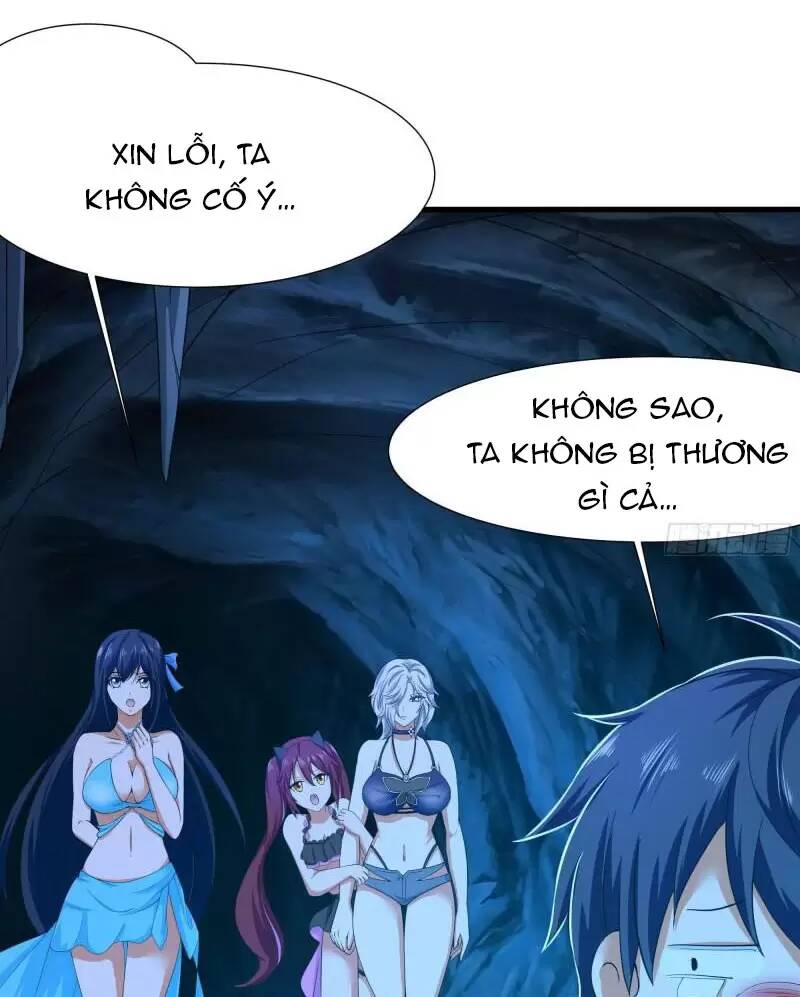 XIN LỖI, TA
KHÔNG CỐ Ý...
KHÔNG SAO,
TA KHÔNG BỊ THƯƠNG
GÌ CẢ...